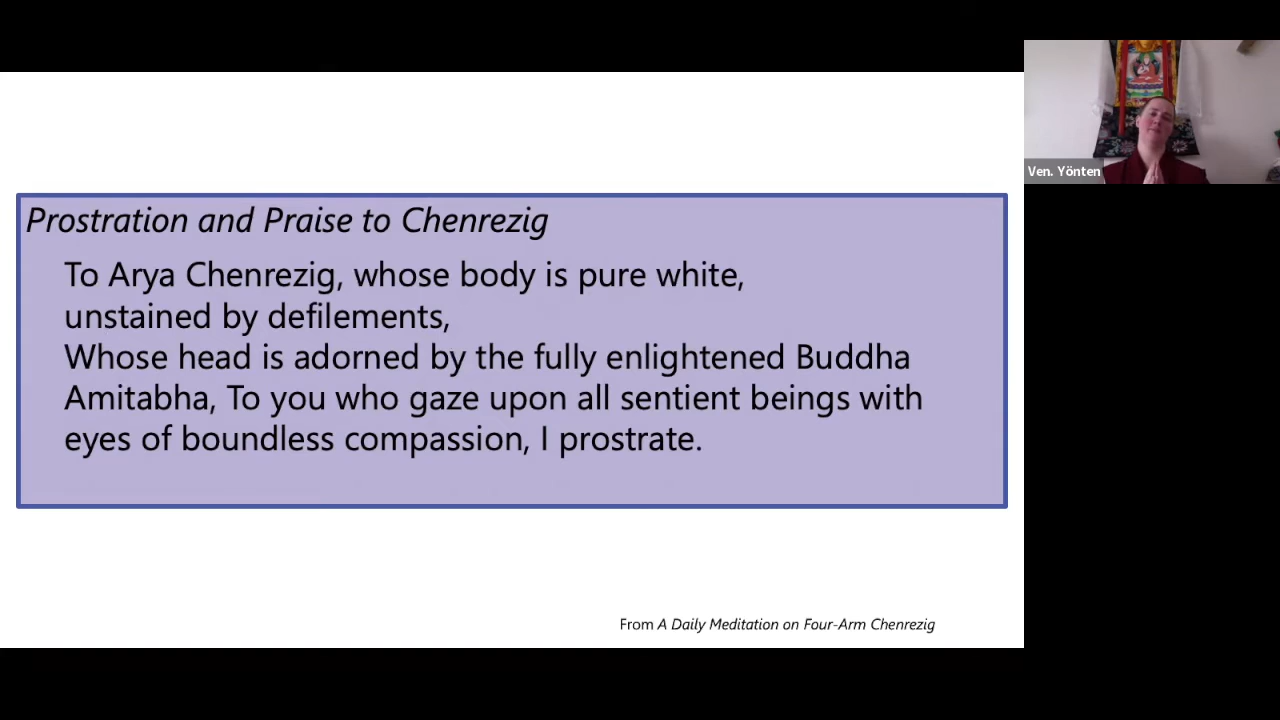 Prostration and Praise to Chenrezig
To Arya Chenrezig, whose body is pure white,
unstained by defilements,
Whose head is adorned by the fully enlightened Buddha
Amitabha, To you who gaze upon all sentient beings with
eyes of boundless compassion, I prostrate.
From A Daily Meditation on Four-Arm Chenrezig
Ven. Yönten